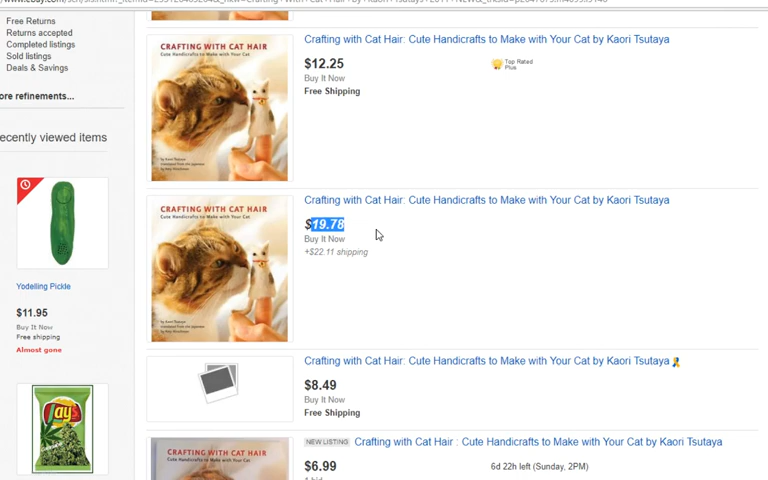 Free Returns
Returns accepted
Completed listings
Sold listings
Deals & Savings
ore refinements...
ecently viewed items
Yodelling Pickle
$11.95
Buy It Now
Free shipping
Almost gone
Jays
CRAFTING WITH CAT HAIR
Cute Handicrafts to Make with Your Cat
by Kaori Tsutaya
Crafting with Cat Hair: Cute Handicrafts to Make with Your Cat by Kaori Tsutaya
$12.25
Buy It Now
Free Shipping
Top Rated
Plus
CRAFTING WITH CAT HAIR
Cute Handicrafts to Make with Your Cat
by Kaori Tsutaya
Crafting with Cat Hair: Cute Handicrafts to Make with Your Cat by Kaori Tsutaya
$19.78
Buy It Now
+$22.11 shipping
Crafting with Cat Hair: Cute Handicrafts to Make with Your Cat by Kaori Tsutaya
$8.49
Buy It Now
Free Shipping
CRAFTING WITH CAT HAIR
NEW LISTING Crafting with Cat Hair : Cute Handicrafts to Make with Your Cat by Kaori Tsutaya
$6.99
6d 22h left (Sunday, 2PM)